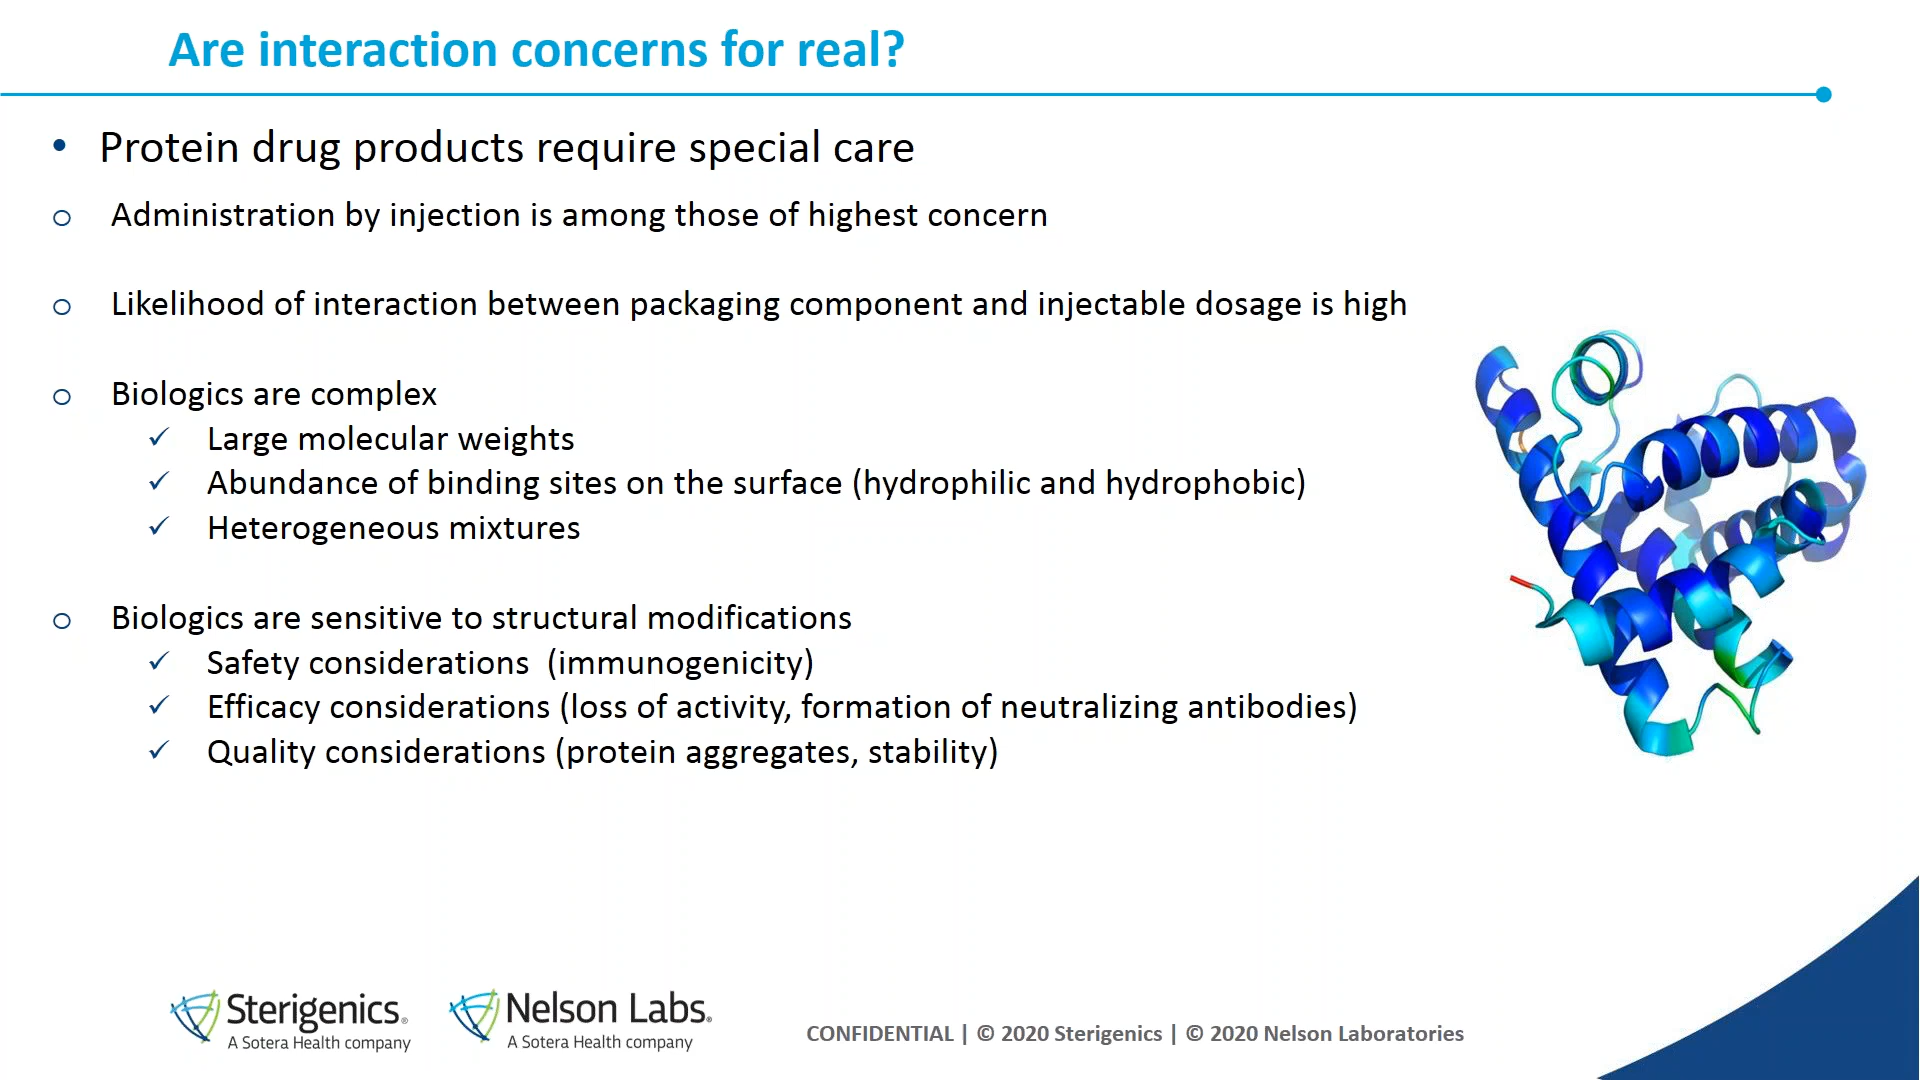 Are interaction concerns for real?
• Protein drug products require special care
o Administration by injection is among those of highest concern
o Likelihood of interaction between packaging component and injectable dosage is high
o Biologics are complex
✓ Large molecular weights
✓ Abundance of binding sites on the surface (hydrophilic and hydrophobic)
✓ Heterogeneous mixtures
o Biologics are sensitive to structural modifications
✓ Safety considerations  (immunogenicity)
✓ Efficacy considerations (loss of activity, formation of neutralizing antibodies)
✓ Quality considerations (protein aggregates, stability)
Sterigenics®
A Sotera Health company
Nelson Labs®
A Sotera Health company
CONFIDENTIAL | © 2020 Sterigenics | © 2020 Nelson Laboratories